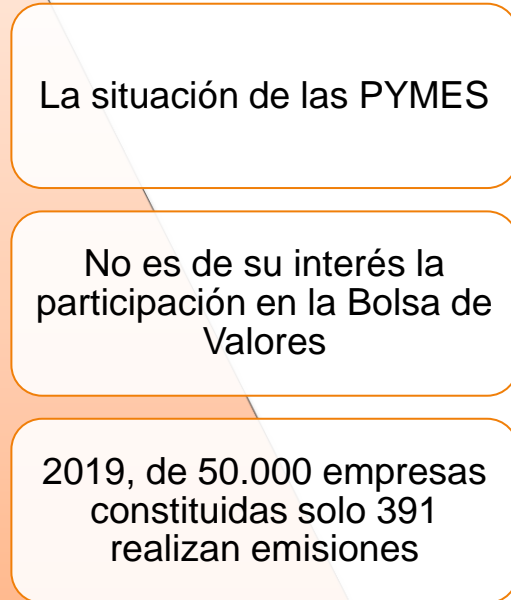 La situación de las PYMES
No es de su interés la
participación en la Bolsa de
Valores
2019, de 50.000 empresas
constituidas solo 391
realizan emisiones